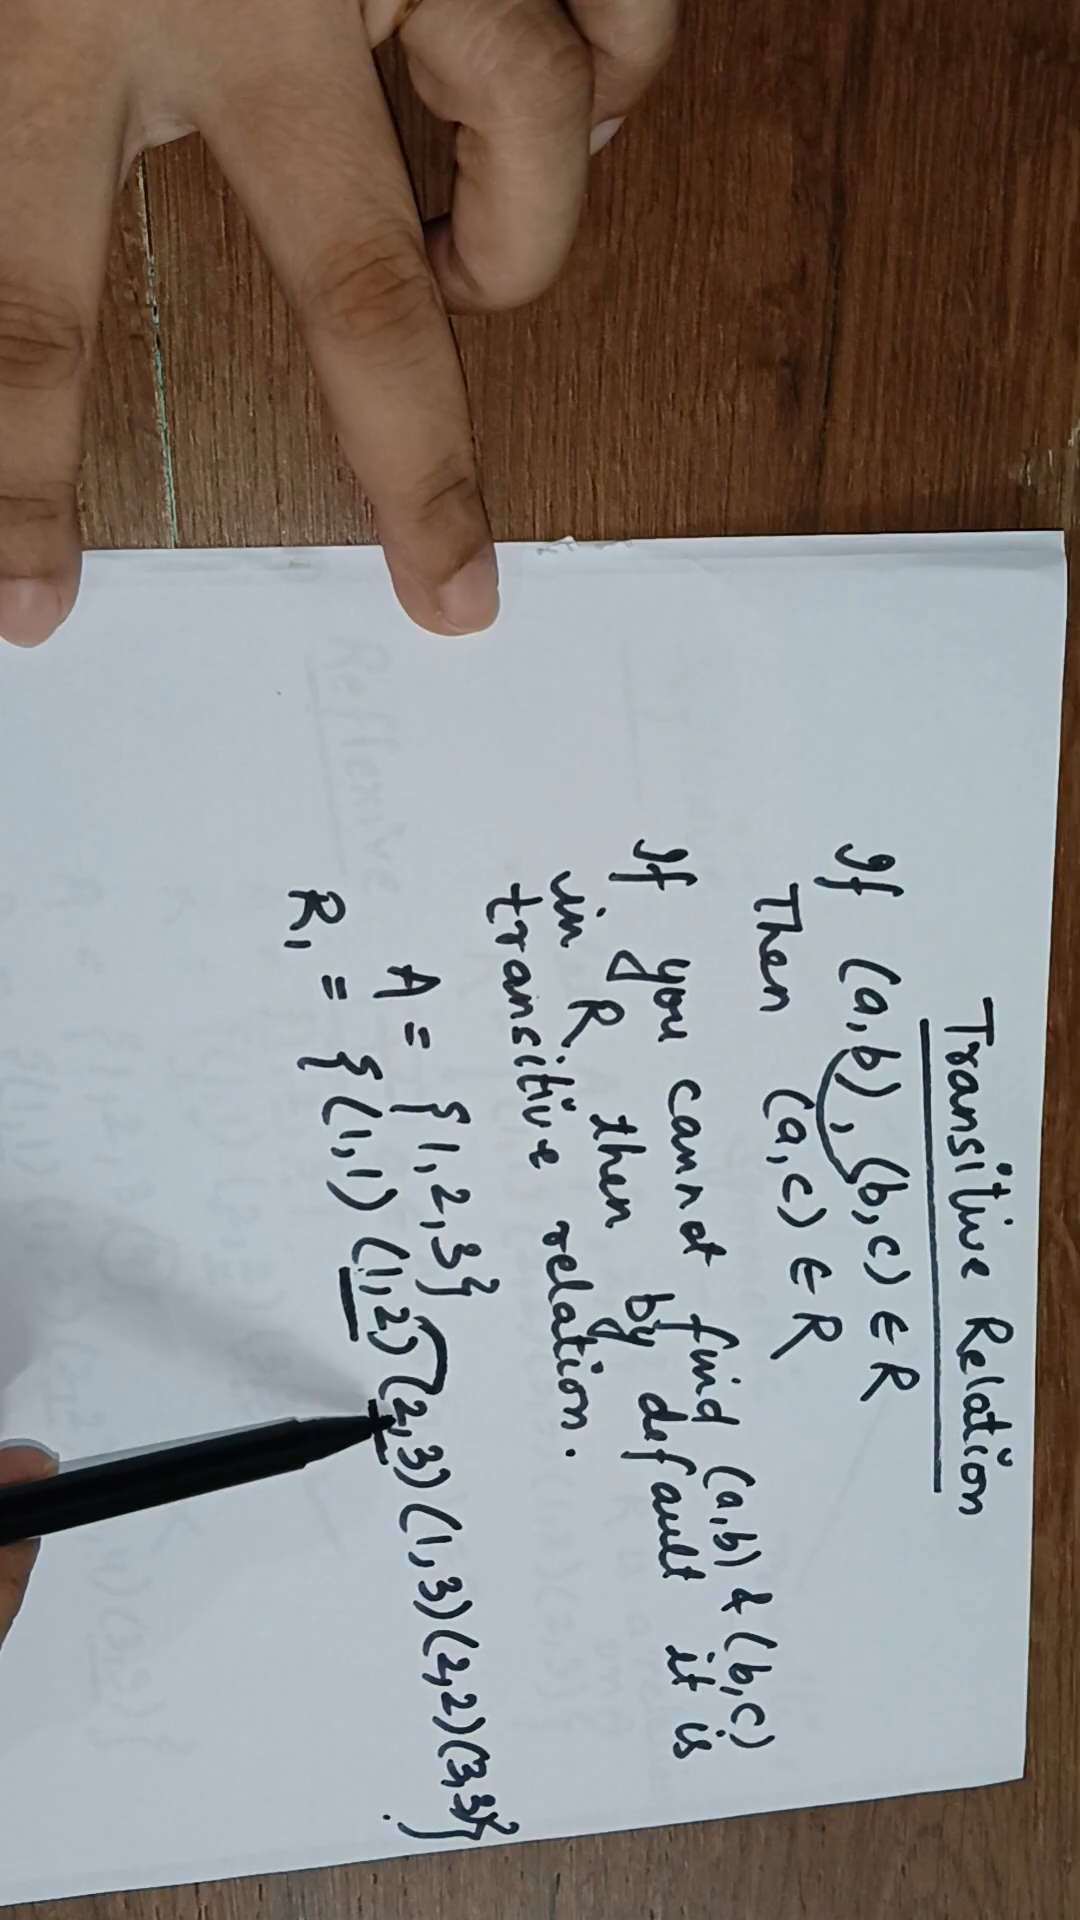 Transitive Relation
If (a,b), (b,c) ∈ R
Then (a,c) ∈ R
If you cannot find (a,b) & (b,c)
in R then by default it is
transitive relation.
A = {1,2,3}
R₁ = {(1,1) (1,2) (2,3) (1,3) (2,2) (3,3)}
Reflexive